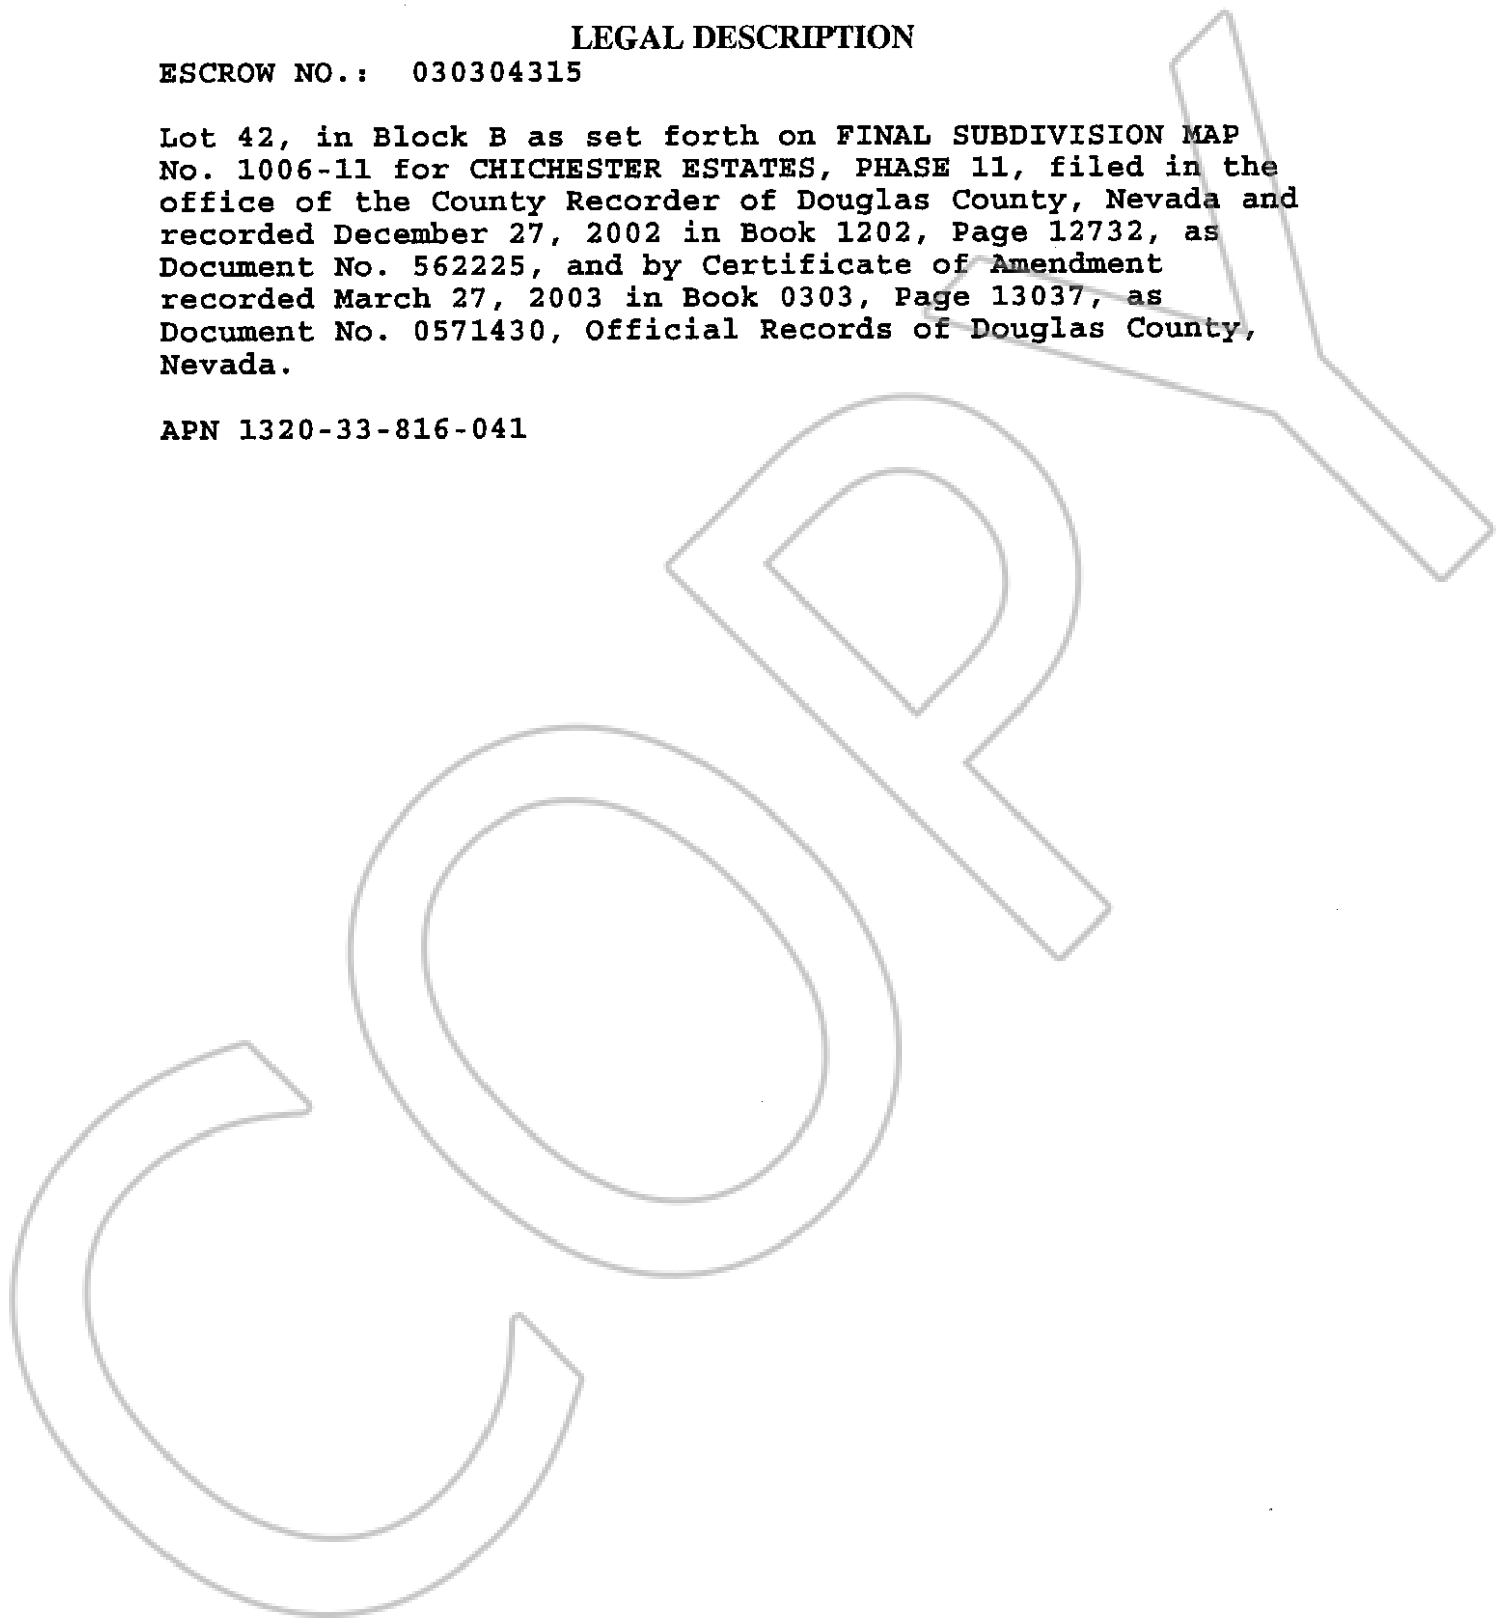 LEGAL DESCRIPTION
ESCROW NO.: 030304315
Lot 42, in Block B as set forth on FINAL SUBDIVISION MAP
No. 1006-11 for CHICHESTER ESTATES, PHASE 11, filed in the
office of the County Recorder of Douglas County, Nevada and
recorded December 27, 2002 in Book 1202, Page 12732, as
Document No. 562225, and by Certificate of Amendment
recorded March 27, 2003 in Book 0303, Page 13037, as
Document No. 0571430, Official Records of Douglas County,
Nevada.
APN 1320-33-816-041
COPY